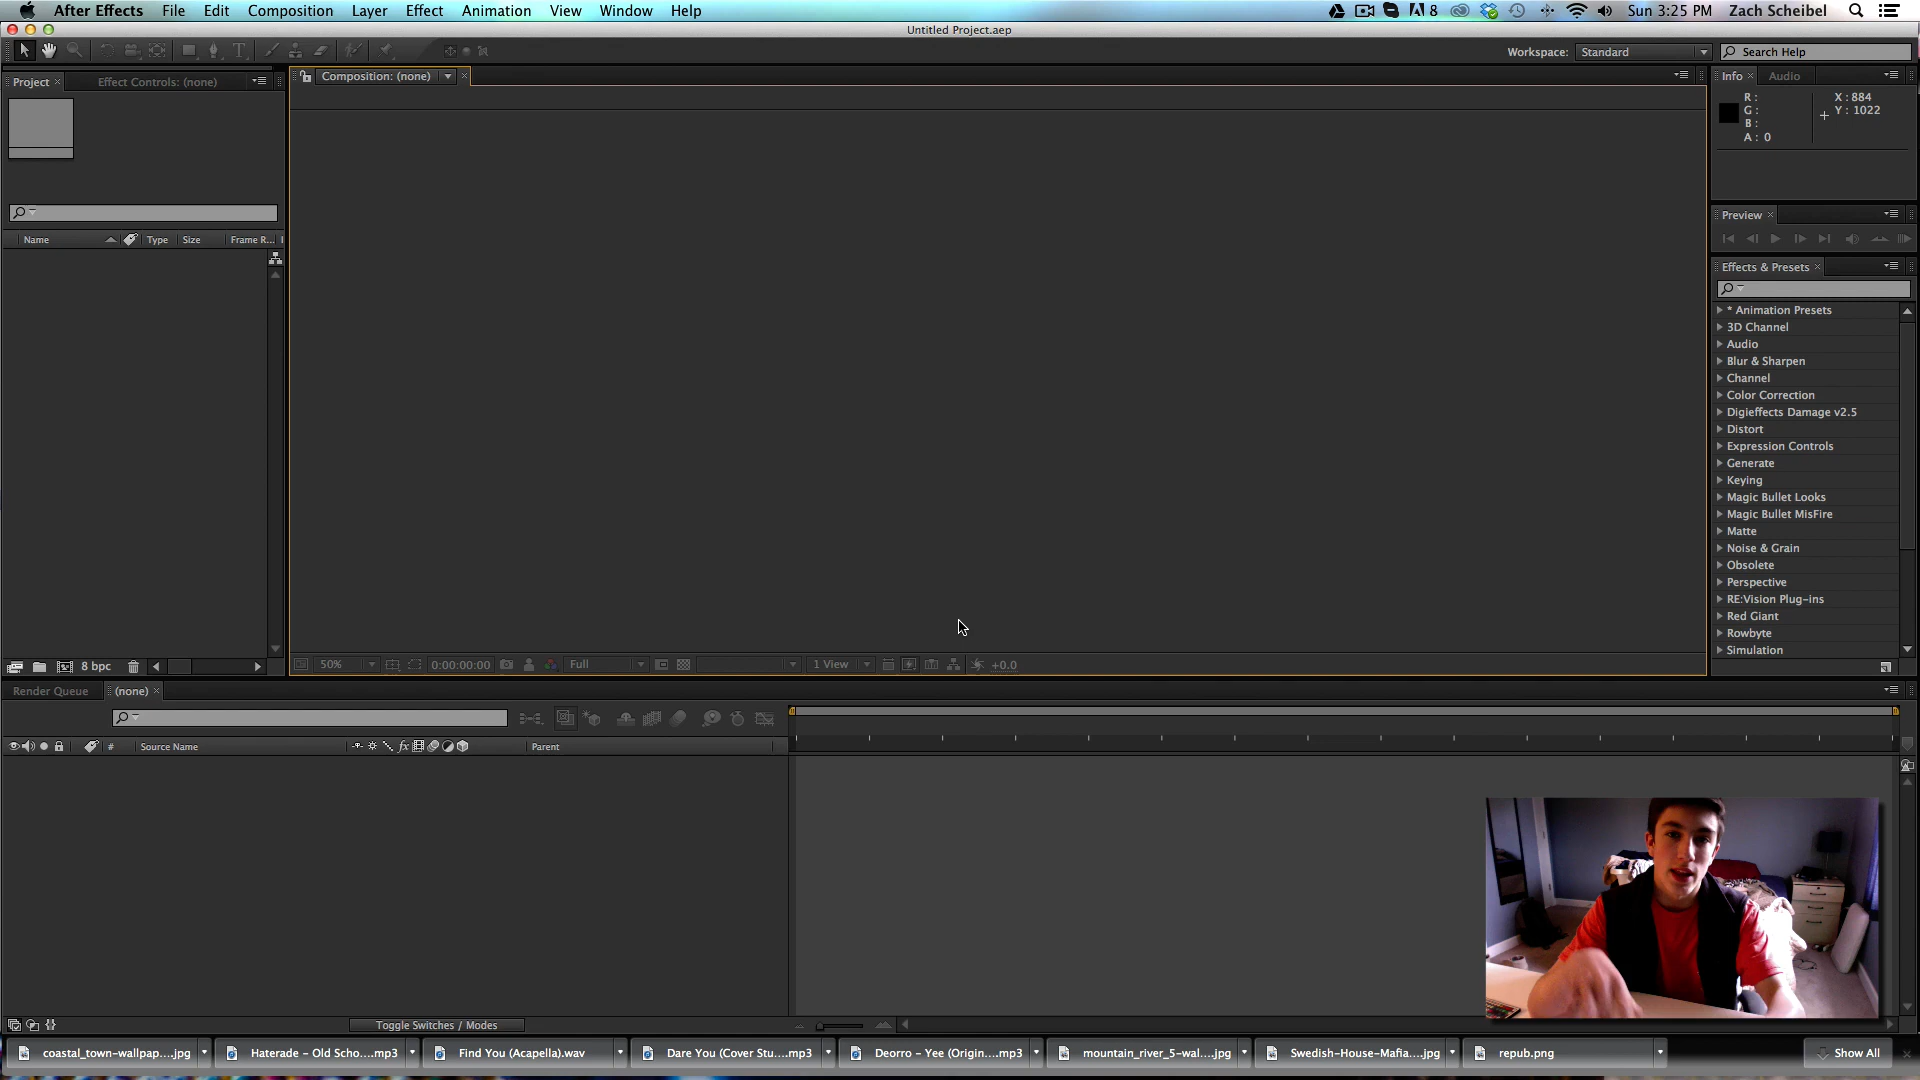 After Effects File Edit Composition Layer Effect Animation View Window Help
8 Sun 3:25 PM Zach Scheibel
Untitled Project.aep
Workspace: Standard
Search Help
Project
Effect Controls: (none)
Composition: (none)
Info
Audio
R :
G :
B :
A : 0
X : 884
Y : 1022
Preview
Name Type Size Frame R...
Effects & Presets
* Animation Presets
3D Channel
Audio
Blur & Sharpen
Channel
Color Correction
Digieffects Damage v2.5
Distort
Expression Controls
Generate
Keying
Magic Bullet Looks
Magic Bullet MisFire
Matte
Noise & Grain
Obsolete
Perspective
RE:Vision Plug-ins
Red Giant
Rowbyte
Simulation
8 bpc
50% 0:00:00:00 Full 1 View +0.0
Render Queue
(none)
# Source Name fx Parent
Toggle Switches / Modes
coastal_town-wallpap....jpg
Haterade - Old Scho....mp3
Find You (Acapella).wav
Dare You (Cover Stu....mp3
Deorro - Yee (Origin....mp3
mountain_river_5-wal....jpg
Swedish-House-Mafia....jpg
repub.png
Show All